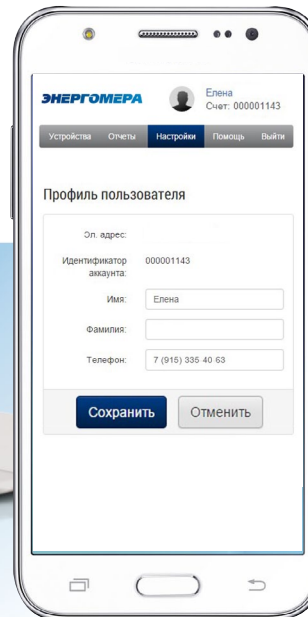 ЭНЕРГОМЕРА
Елена
Счет: 000001143
Устройства Отчеты Настройки Помощь Выйти
Профиль пользователя
Эл. адрес:
Идентификатор аккаунта: 000001143
Имя: Елена
Фамилия:
Телефон: 7 (915) 335 40 63
Сохранить Отменить